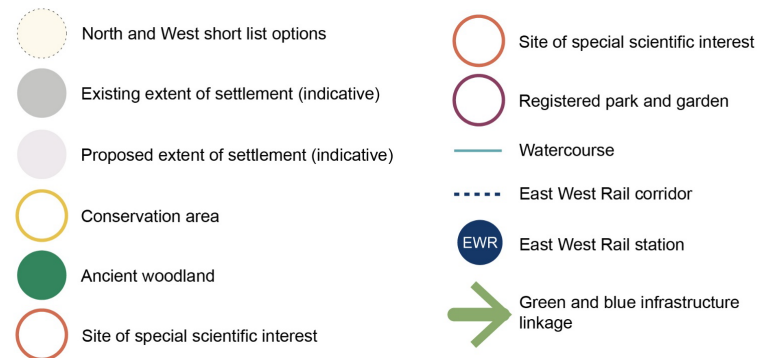 North and West short list options
Existing extent of settlement (indicative)
Proposed extent of settlement (indicative)
Conservation area
Ancient woodland
Site of special scientific interest
Site of special scientific interest
Registered park and garden
Watercourse
East West Rail corridor
EWR East West Rail station
Green and blue infrastructure
linkage